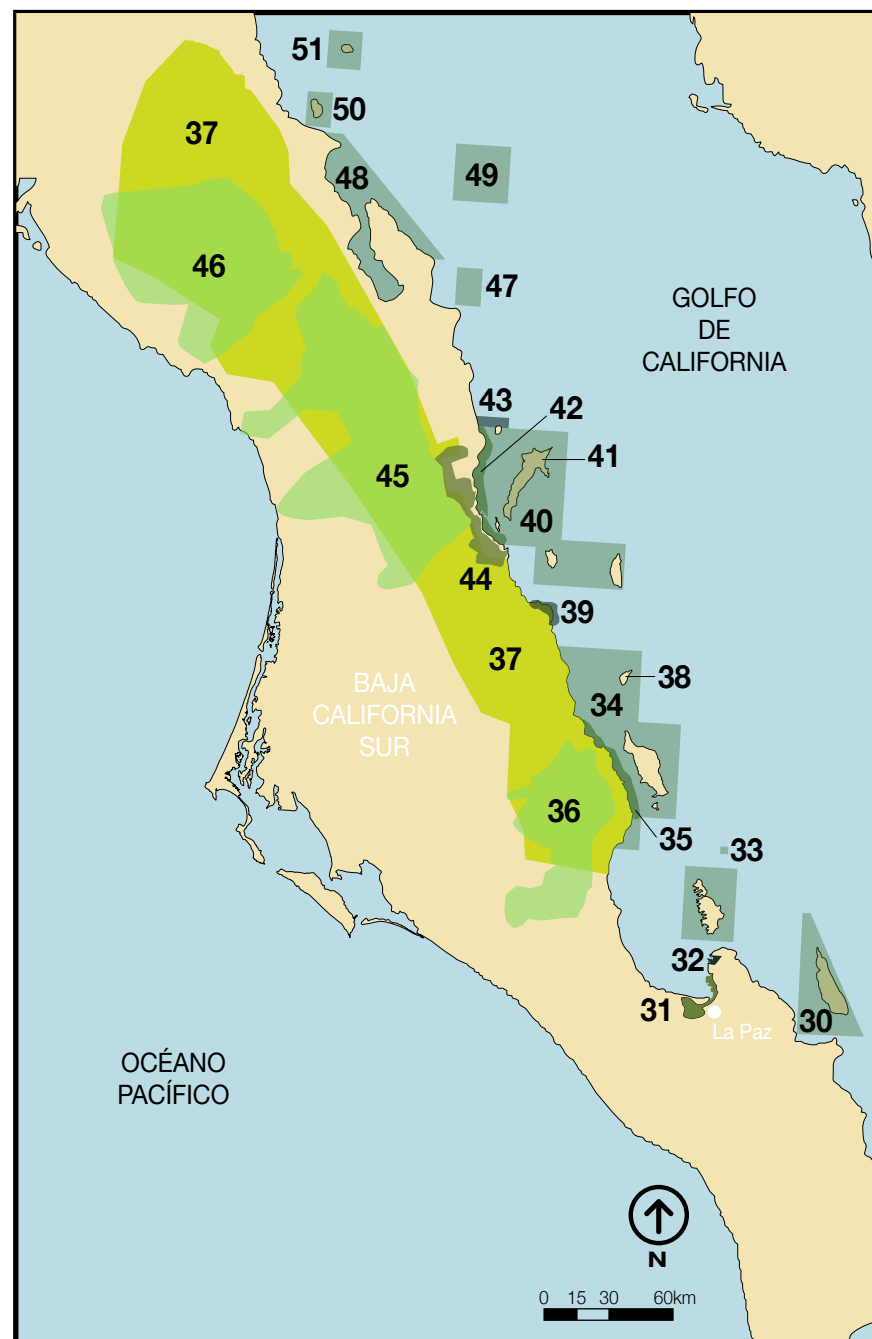 51
50
37
48
49
46
47
GOLFO
DE
CALIFORNIA
43
42
41
45
40
44
39
37
38
BAJA
CALIFORNIA
SUR
34
36
35
33
32
31
30
La Paz
OCÉANO
PACÍFICO
N
0 15 30 60km